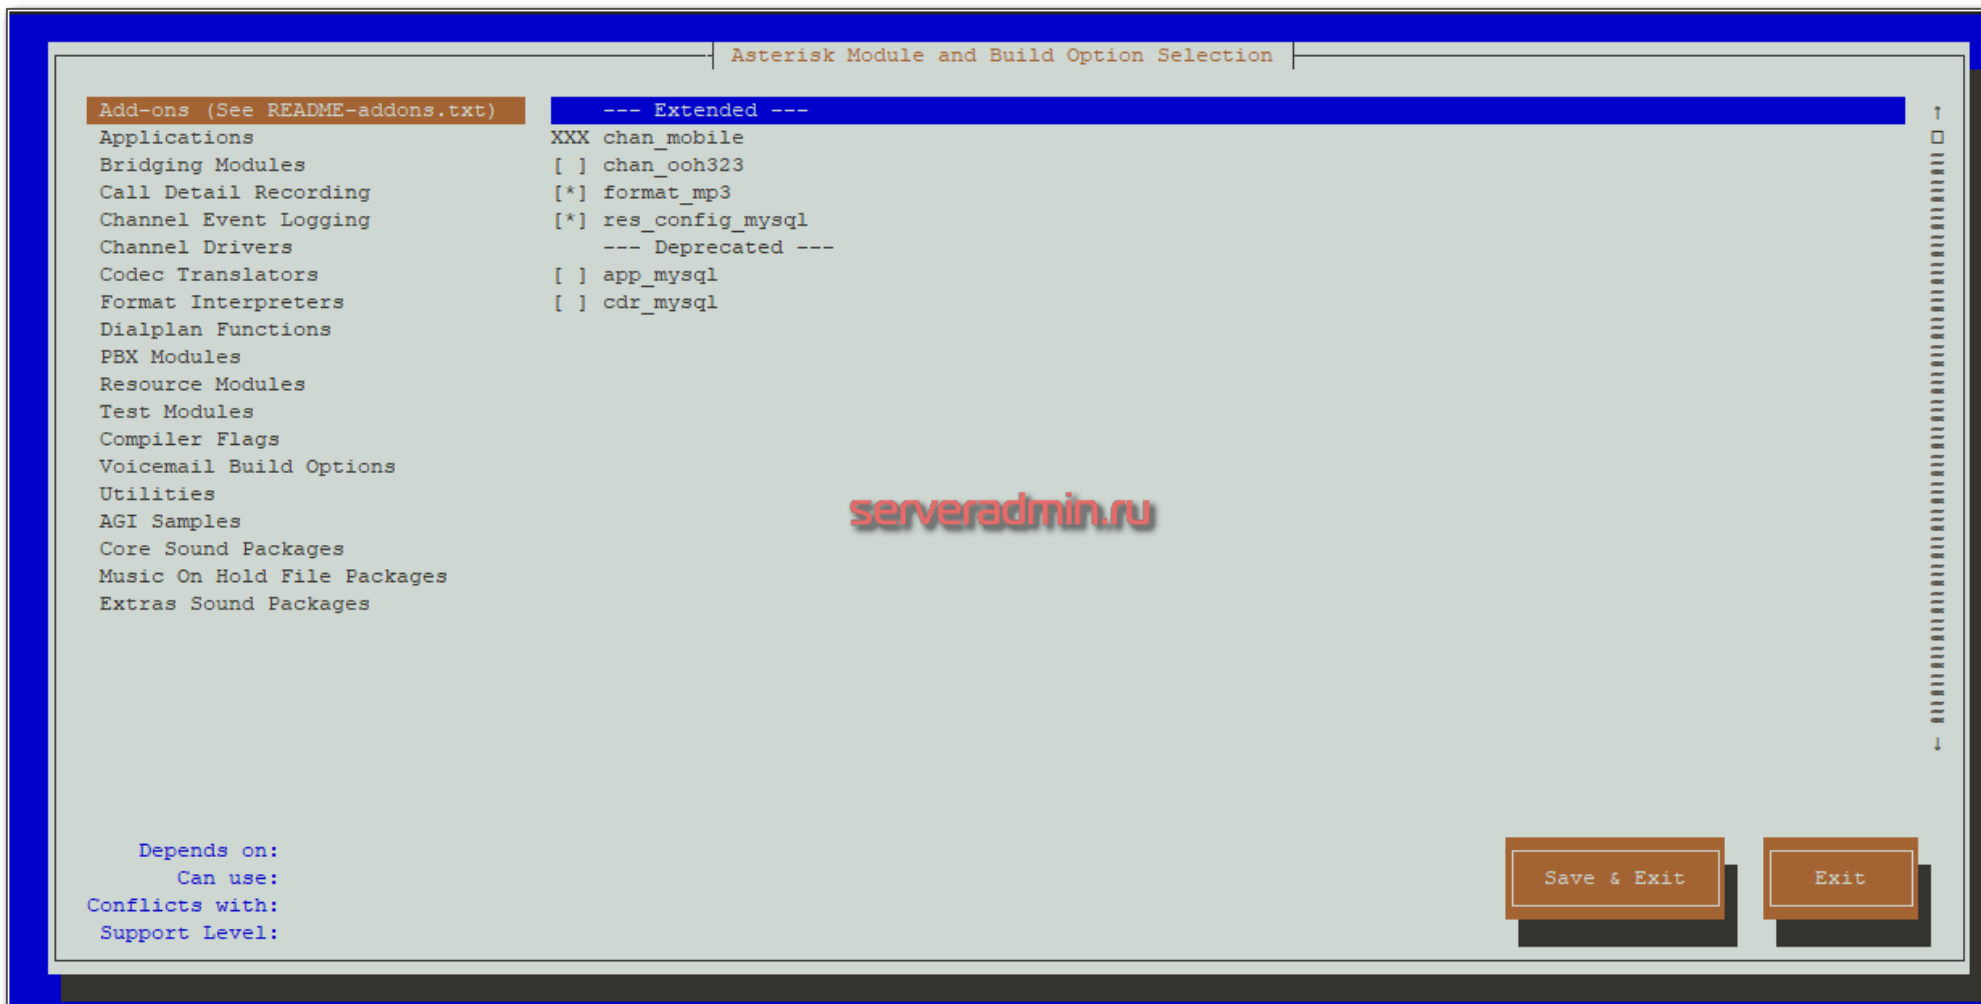 Asterisk Module and Build Option Selection
Add-ons (See README-addons.txt)
Applications
Bridging Modules
Call Detail Recording
Channel Event Logging
Channel Drivers
Codec Translators
Format Interpreters
Dialplan Functions
PBX Modules
Resource Modules
Test Modules
Compiler Flags
Voicemail Build Options
Utilities
AGI Samples
Core Sound Packages
Music On Hold File Packages
Extras Sound Packages
--- Extended ---
XXX chan_mobile
[ ] chan_ooh323
[*] format_mp3
[*] res_config_mysql
--- Deprecated ---
[ ] app_mysql
[ ] cdr_mysql
serveradmin.ru
Depends on:
Can use:
Conflicts with:
Support Level:
Save & Exit
Exit